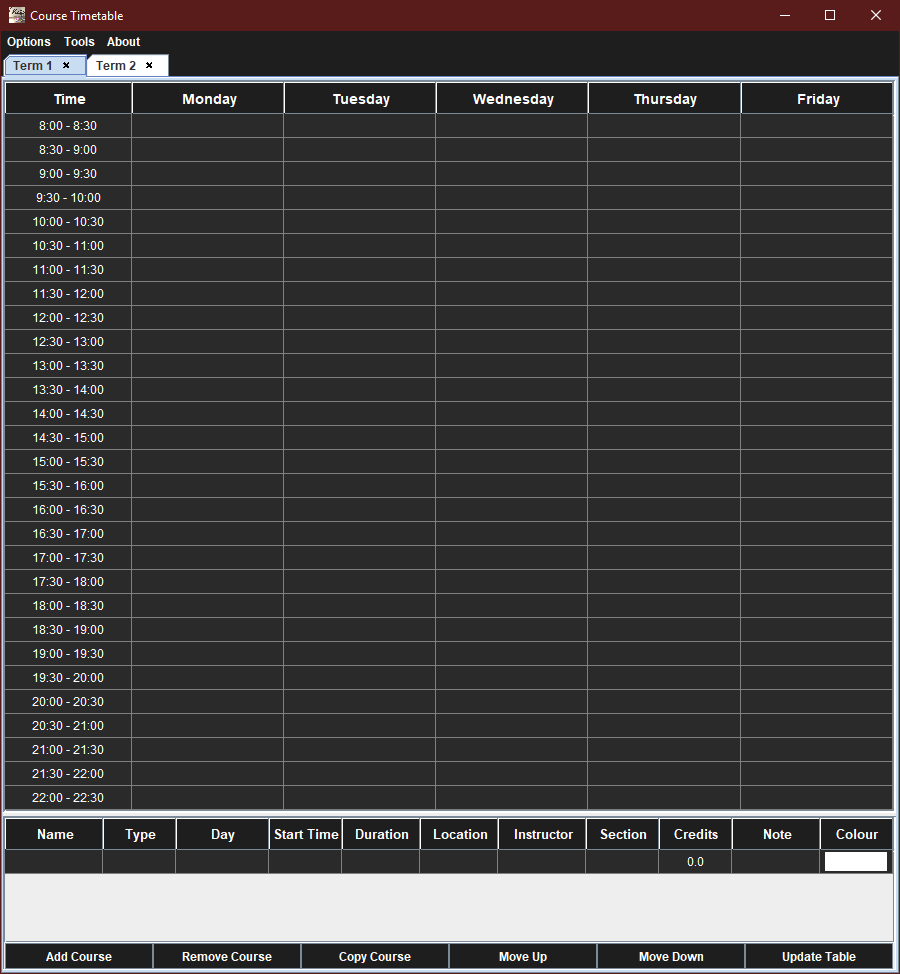 Course Timetable
Options Tools About
Term 1 × Term 2 ×
Time Monday Tuesday Wednesday Thursday Friday
8:00 - 8:30
8:30 - 9:00
9:00 - 9:30
9:30 - 10:00
10:00 - 10:30
10:30 - 11:00
11:00 - 11:30
11:30 - 12:00
12:00 - 12:30
12:30 - 13:00
13:00 - 13:30
13:30 - 14:00
14:00 - 14:30
14:30 - 15:00
15:00 - 15:30
15:30 - 16:00
16:00 - 16:30
16:30 - 17:00
17:00 - 17:30
17:30 - 18:00
18:00 - 18:30
18:30 - 19:00
19:00 - 19:30
19:30 - 20:00
20:00 - 20:30
20:30 - 21:00
21:00 - 21:30
21:30 - 22:00
22:00 - 22:30
Name Type Day Start Time Duration Location Instructor Section Credits Note Colour
0.0
Add Course Remove Course Copy Course Move Up Move Down Update Table